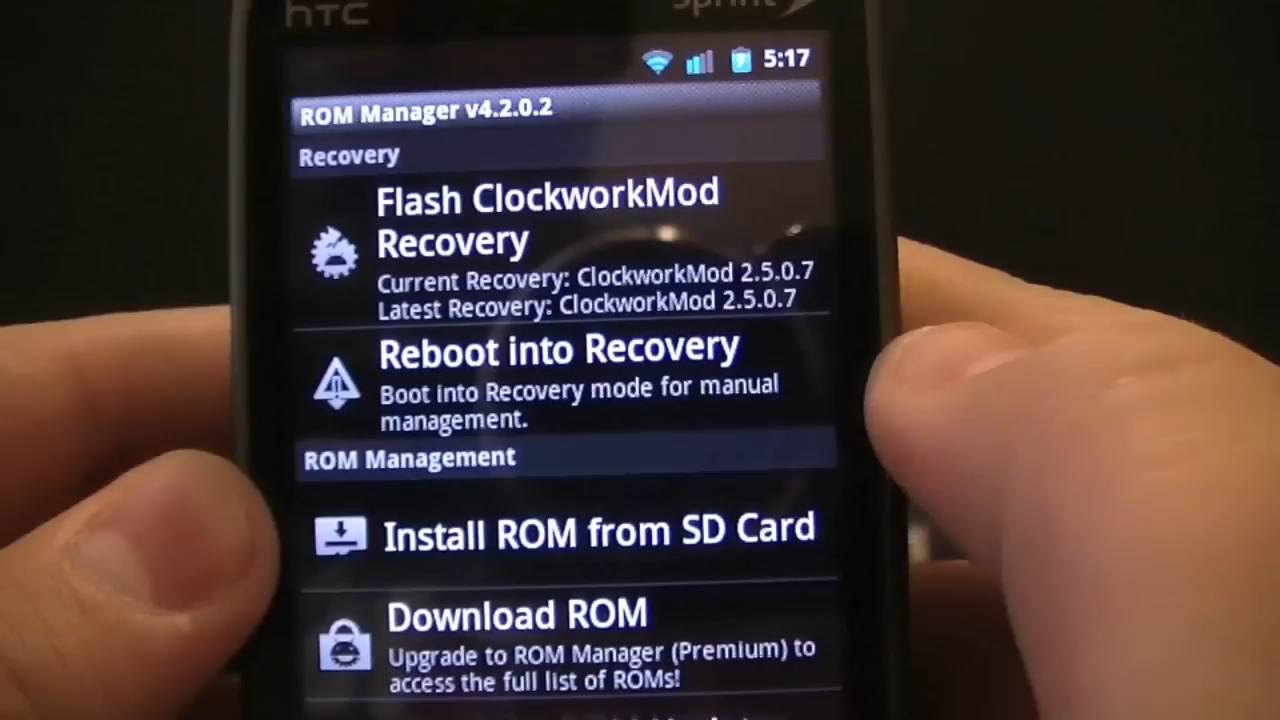 hTC Sprint
5:17
ROM Manager v4.2.0.2
Recovery
Flash ClockworkMod
Recovery
Current Recovery: ClockworkMod 2.5.0.7
Latest Recovery: ClockworkMod 2.5.0.7
Reboot into Recovery
Boot into Recovery mode for manual
management.
ROM Management
Install ROM from SD Card
Download ROM
Upgrade to ROM Manager (Premium) to
access the full list of ROMs!